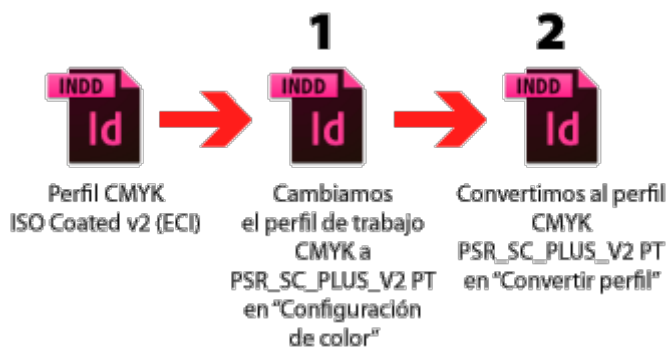 1
2
INDD
Id
INDD
Id
INDD
Id
Perfil CMYK
ISO Coated v2 (ECI)
Cambiamos
el perfil de trabajo
CMYK a
PSR_SC_PLUS_V2 PT
en “Configuración
de color”
Convertimos al perfil
CMYK
PSR_SC_PLUS_V2 PT
en “Convertir perfil”